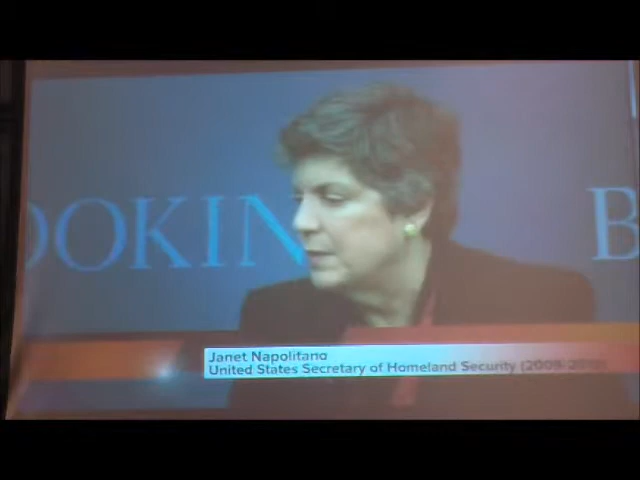 OOKIN
B
Janet Napolitano
United States Secretary of Homeland Security